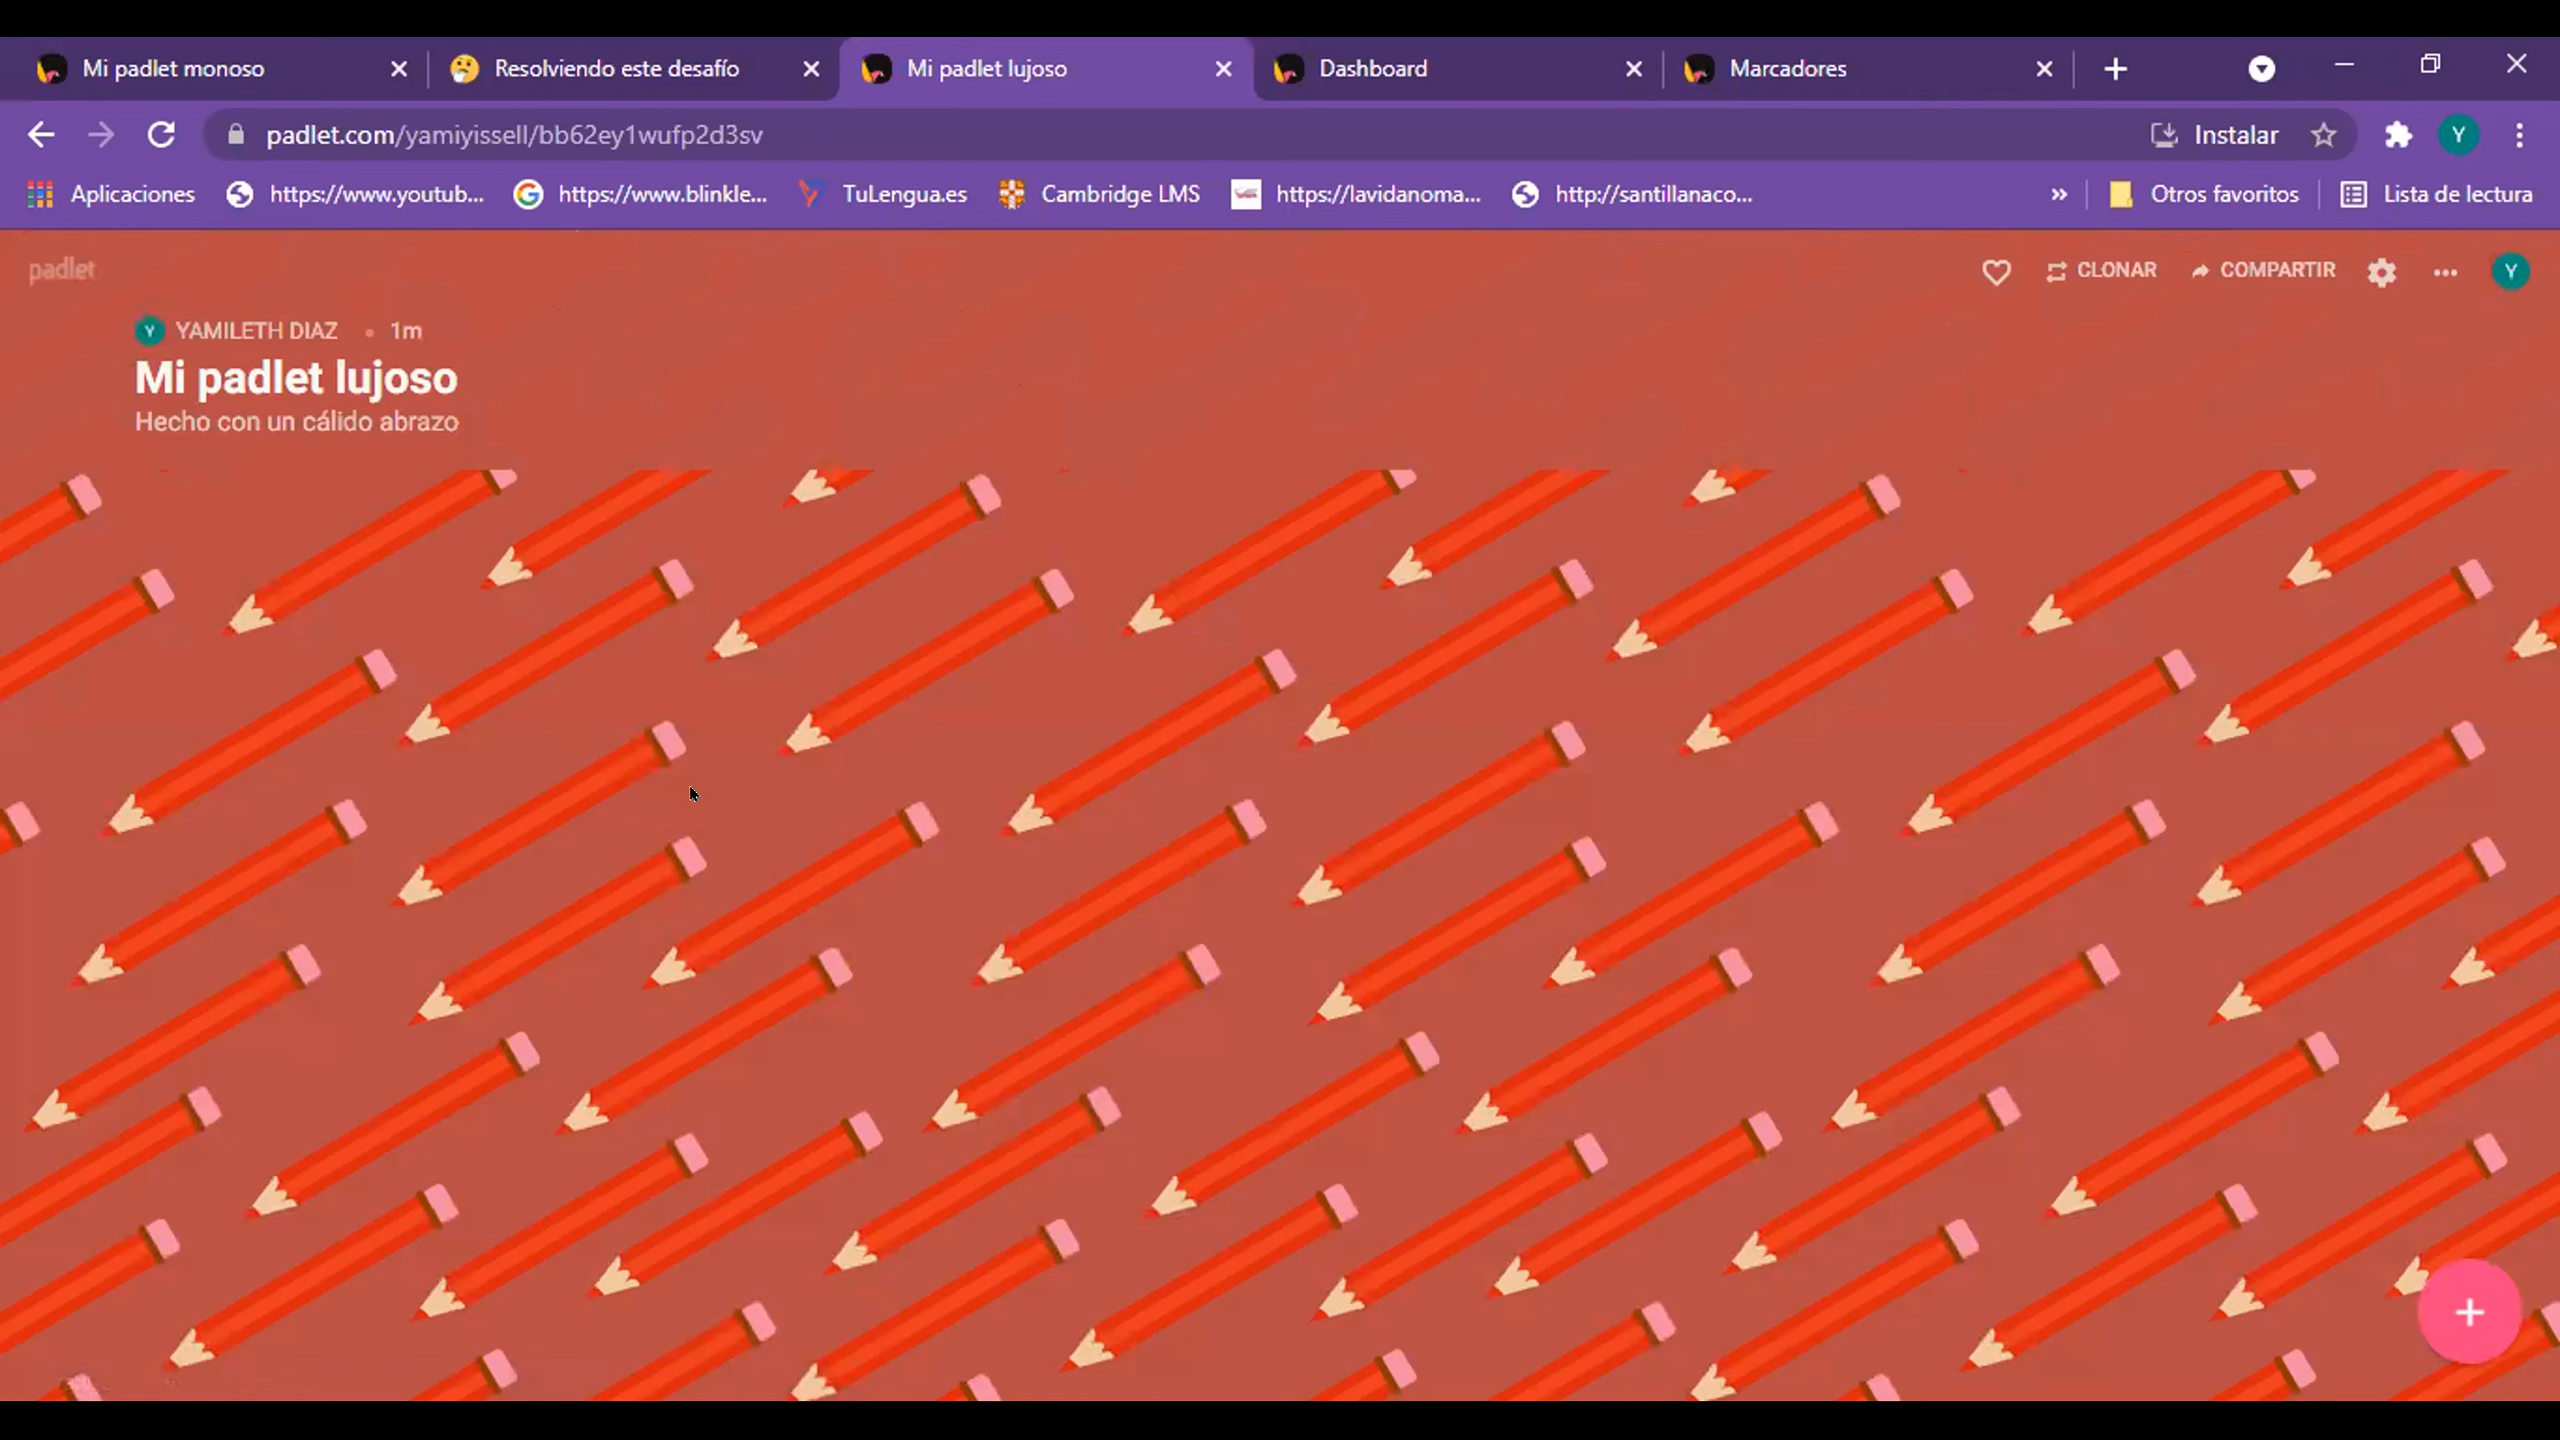 Mi padlet monoso
Resolviendo este desafío
Mi padlet lujoso
Dashboard
Marcadores
padlet.com/yamiyissell/bb62ey1wufp2d3sv
Instalar
Y
Aplicaciones
https://www.youtub...
https://www.blinkle...
TuLengua.es
Cambridge LMS
https://lavidanoma...
http://santillanaco...
»
Otros favoritos
Lista de lectura
padlet
CLONAR
COMPARTIR
Y
Y YAMILETH DIAZ • 1m
Mi padlet lujoso
Hecho con un cálido abrazo